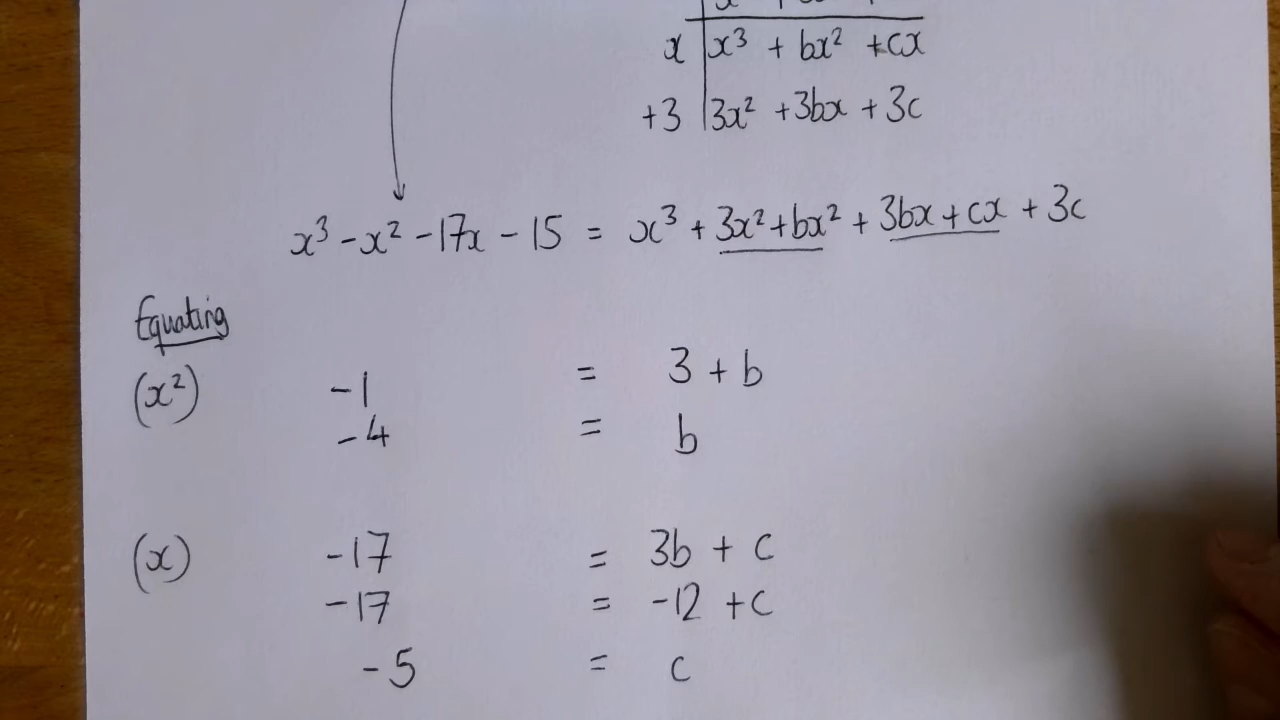 x | x³ + bx² + cx
+3 | 3x² + 3bx + 3c
x³ - x² - 17x - 15 = x³ + 3x² + bx² + 3bx + cx + 3c
Equating
(x²) -1 = 3 + b
-4 = b
(x) -17 = 3b + c
-17 = -12 + c
-5 = c